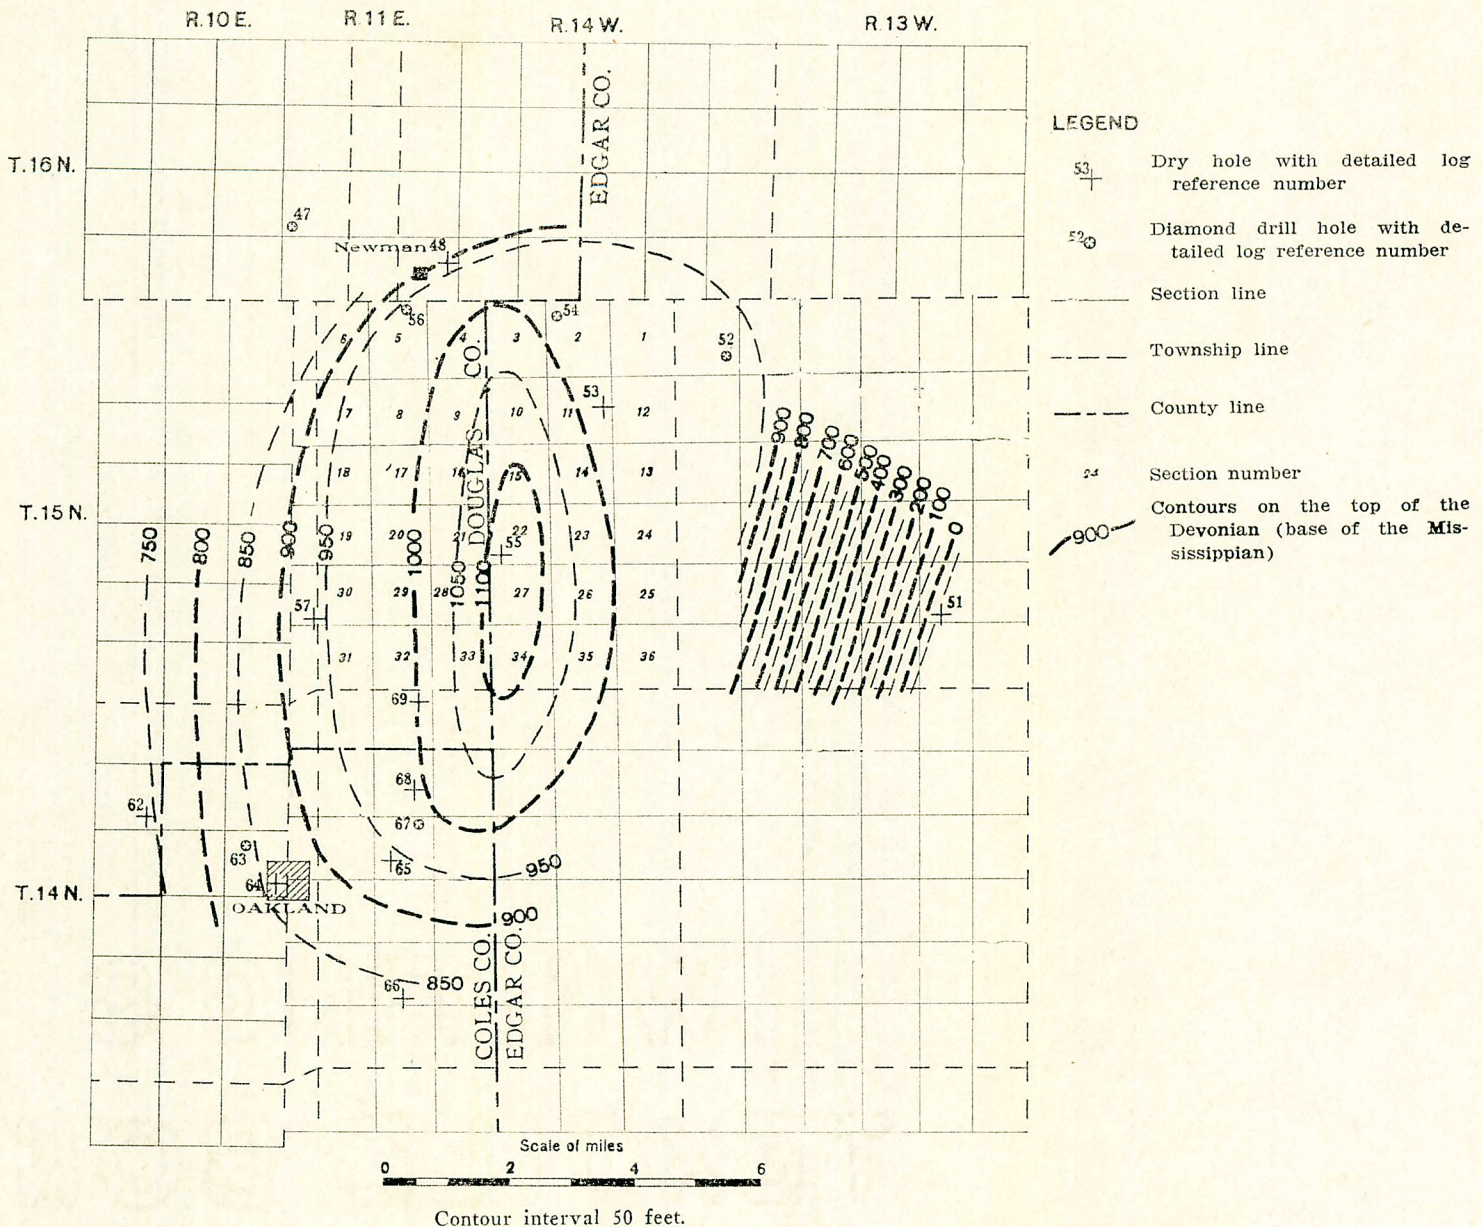 R.10 E. R.11 E. R.14 W. R.13 W.
T.16 N.
EDGAR CO.
47
Newman 48
56
54
52
6 5 4 3 2 1
CO.
53
7 8 9 10 11 12
DOUGLAS
18 17 16 15 14 13
T.15 N.
750 800 850 900 950 1000 1050 1100
19 20 21 22 23 24
55
30 29 28 27 26 25
57
31 32 33 34 35 36
900 800 700 600 500 400 300 200 100 0
51
69
68
62
67
63
65
64
OAKLAND
T.14 N.
950
900
850
66
COLES CO.
EDGAR CO.
LEGEND
53
Dry hole with detailed log
reference number
52
Diamond drill hole with de-
tailed log reference number
Section line
Township line
County line
24
Section number
900
Contours on the top of the
Devonian (base of the Mis-
sissippian)
Scale of miles
0 2 4 6
Contour interval 50 feet.